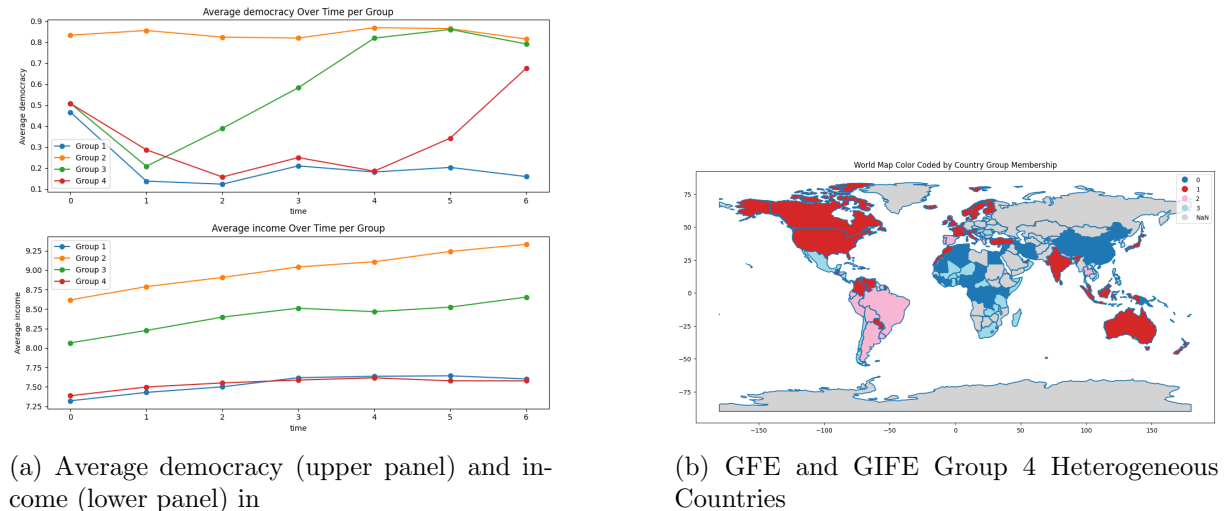 Average democracy Over Time per Group
0.9
0.8
0.7
0.6
0.5
0.4
0.3
0.2
0.1
Average democracy
Group 1
Group 2
Group 3
Group 4
0 1 2 3 4 5 6
time
Average income Over Time per Group
9.25
9.00
8.75
8.50
8.25
8.00
7.75
7.50
7.25
Average income
Group 1
Group 2
Group 3
Group 4
0 1 2 3 4 5 6
time
(a) Average democracy (upper panel) and in-
come (lower panel) in
World Map Color Coded by Country Group Membership
75
50
25
0
−25
−50
−75
0
1
2
3
NaN
−150 −100 −50 0 50 100 150
(b) GFE and GIFE Group 4 Heterogeneous
Countries